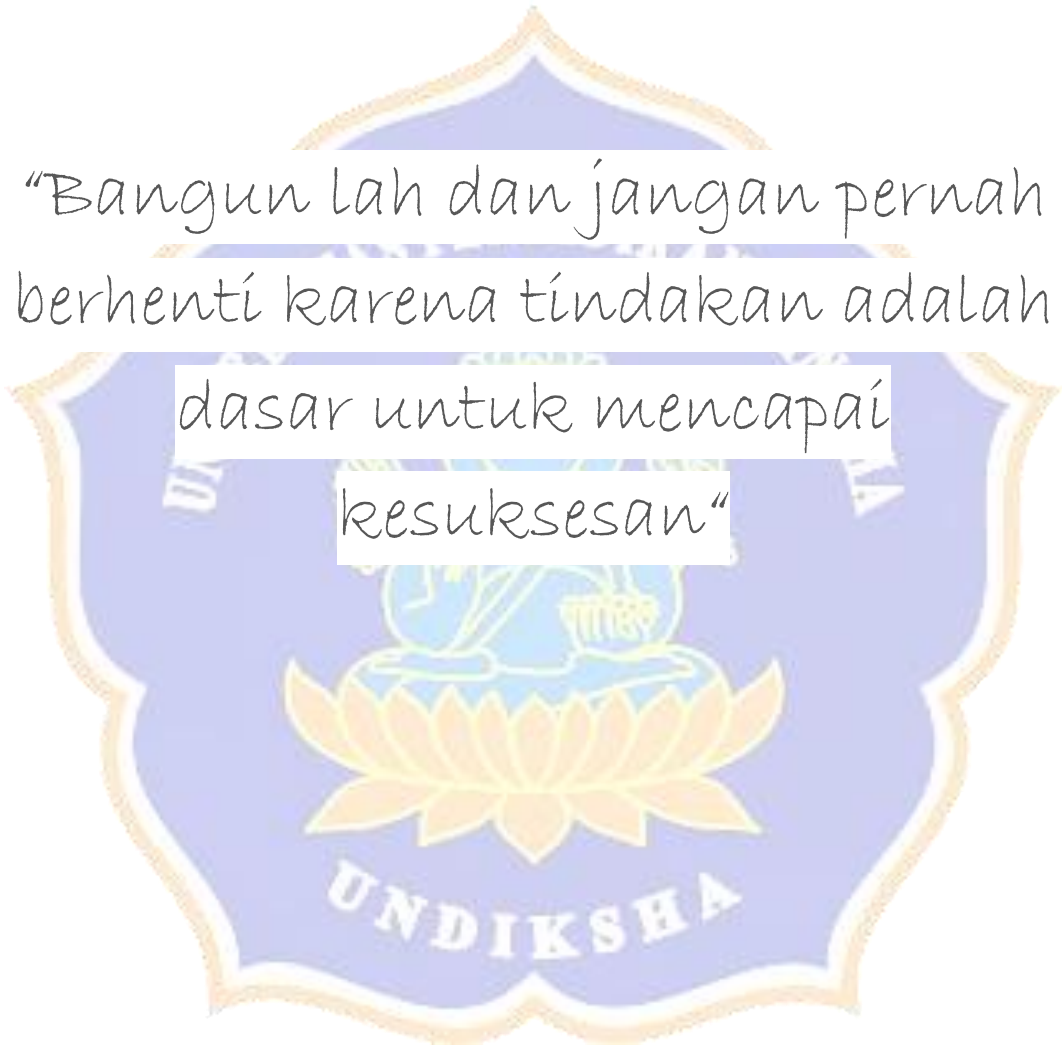 “Bangun lah dan jangan pernah
berhenti karena tindakan adalah
dasar untuk mencapai
kesuksesan“
UNDIKSHA